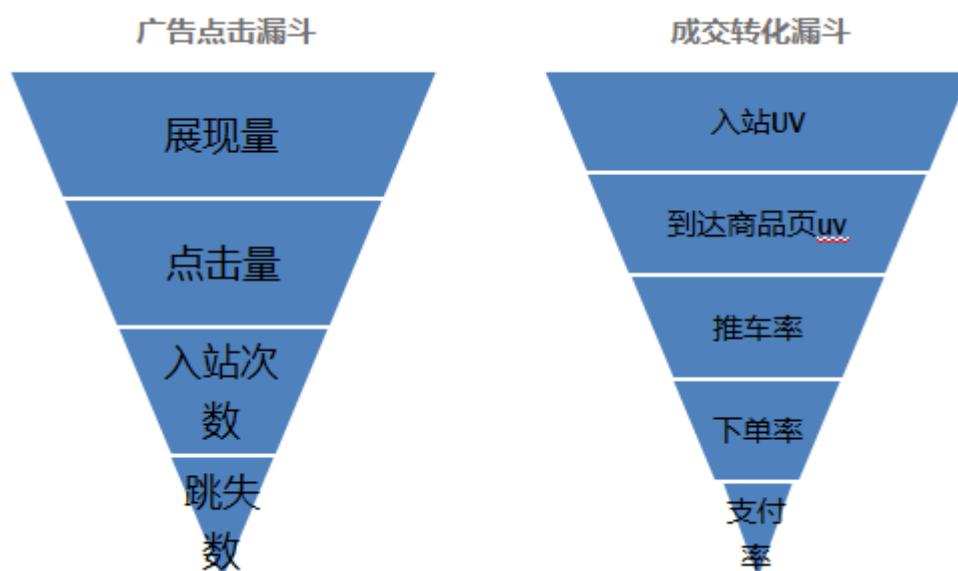 广告点击漏斗
展现量
点击量
入站次
数
跳失
数
成交转化漏斗
入站UV
到达商品页uv
推车率
下单率
支付
率